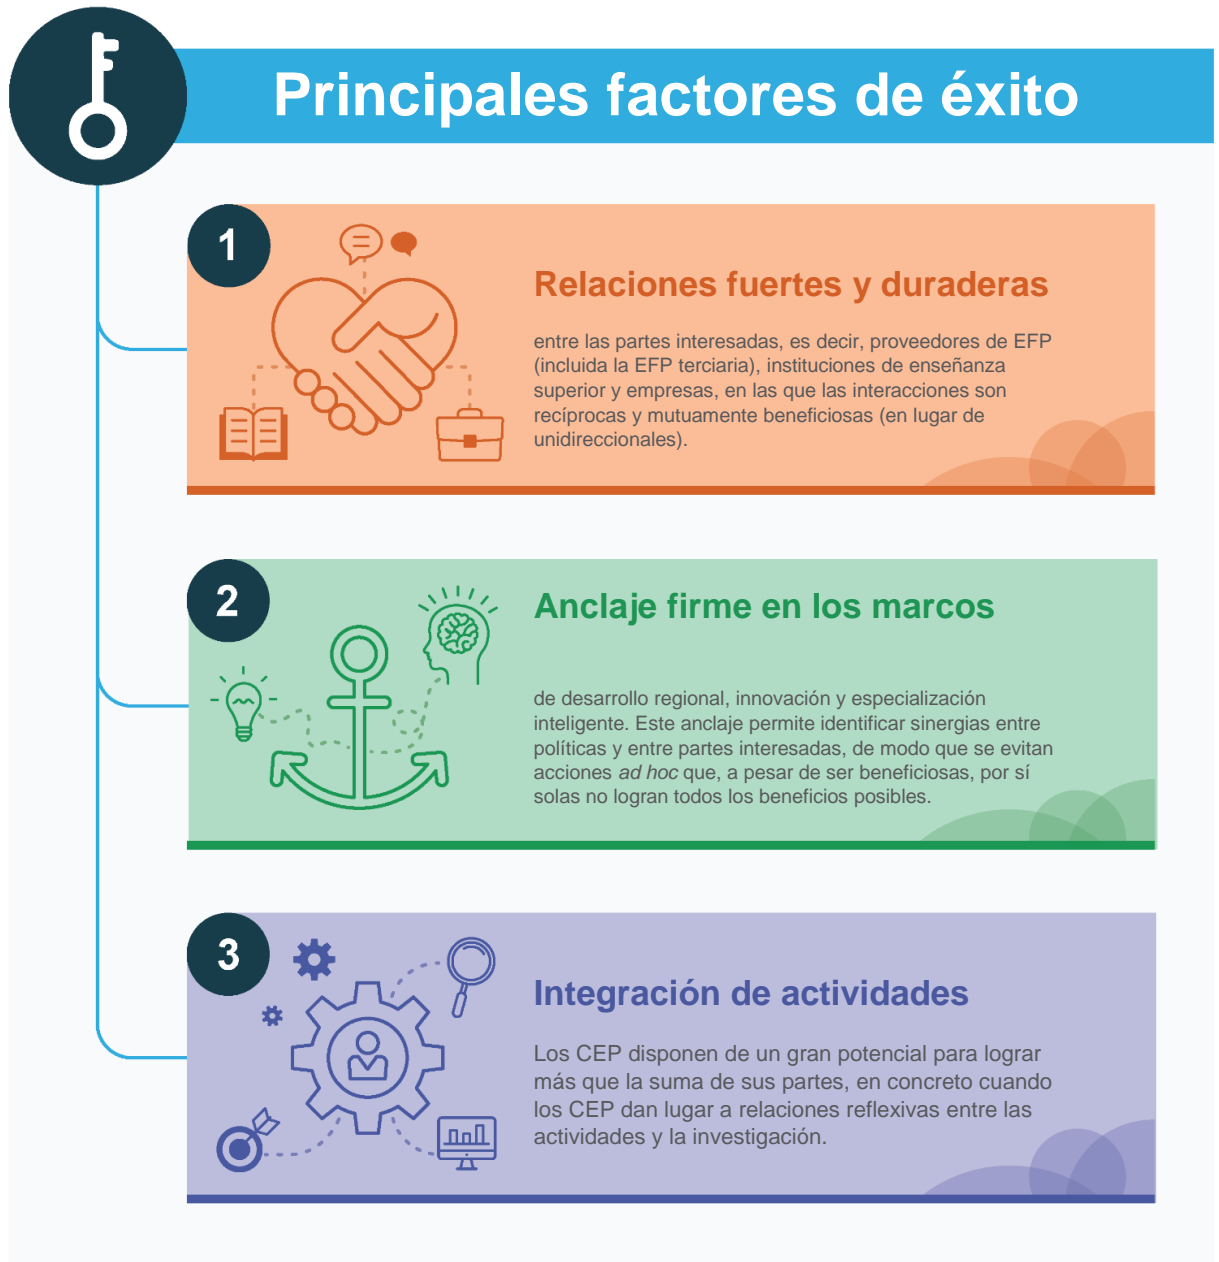 Principales factores de éxito
1
Relaciones fuertes y duraderas
entre las partes interesadas, es decir, proveedores de EFP
(incluida la EFP terciaria), instituciones de enseñanza
superior y empresas, en las que las interacciones son
recíprocas y mutuamente beneficiosas (en lugar de
unidireccionales).
2
Anclaje firme en los marcos
de desarrollo regional, innovación y especialización
inteligente. Este anclaje permite identificar sinergias entre
políticas y entre partes interesadas, de modo que se evitan
acciones ad hoc que, a pesar de ser beneficiosas, por sí
solas no logran todos los beneficios posibles.
3
Integración de actividades
Los CEP disponen de un gran potencial para lograr
más que la suma de sus partes, en concreto cuando
los CEP dan lugar a relaciones reflexivas entre las
actividades y la investigación.